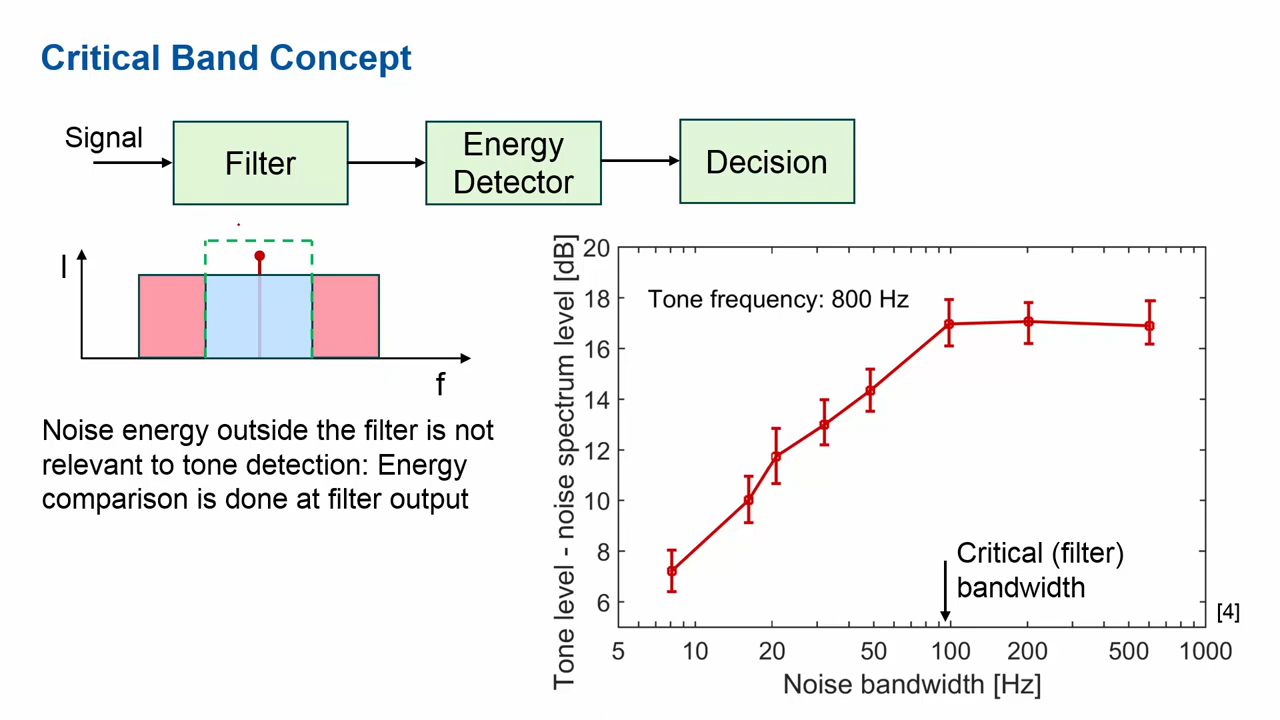 Critical Band Concept
Signal
Filter
Energy
Detector
Decision
I
f
Noise energy outside the filter is not
relevant to tone detection: Energy
comparison is done at filter output
Tone level - noise spectrum level [dB]
20
18
16
14
12
10
8
6
Tone frequency: 800 Hz
Critical (filter)
bandwidth
[4]
5 10 20 50 100 200 500 1000
Noise bandwidth [Hz]